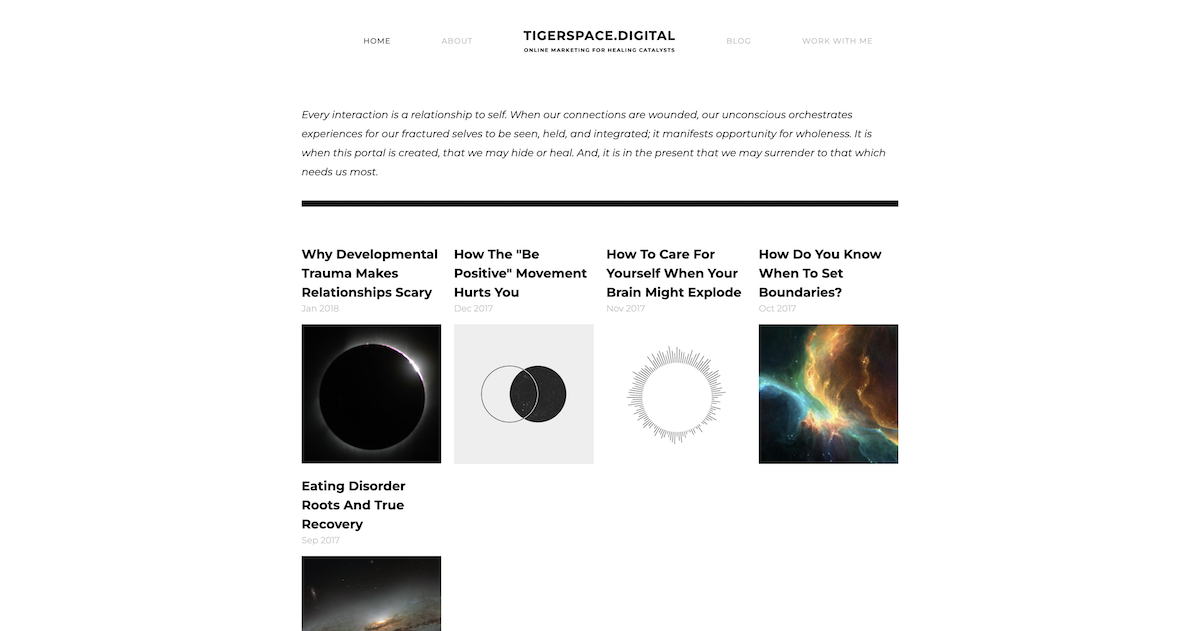 HOME
ABOUT
TIGERSPACE.DIGITAL
ONLINE MARKETING FOR HEALING CATALYSTS
BLOG
WORK WITH ME
Every interaction is a relationship to self. When our connections are wounded, our unconscious orchestrates
experiences for our fractured selves to be seen, held, and integrated; it manifests opportunity for wholeness. It is
when this portal is created, that we may hide or heal. And, it is in the present that we may surrender to that which
needs us most.
Why Developmental
Trauma Makes
Relationships Scary
Jan 2018
How The "Be
Positive" Movement
Hurts You
Dec 2017
How To Care For
Yourself When Your
Brain Might Explode
Nov 2017
How Do You Know
When To Set
Boundaries?
Oct 2017
Eating Disorder
Roots And True
Recovery
Sep 2017